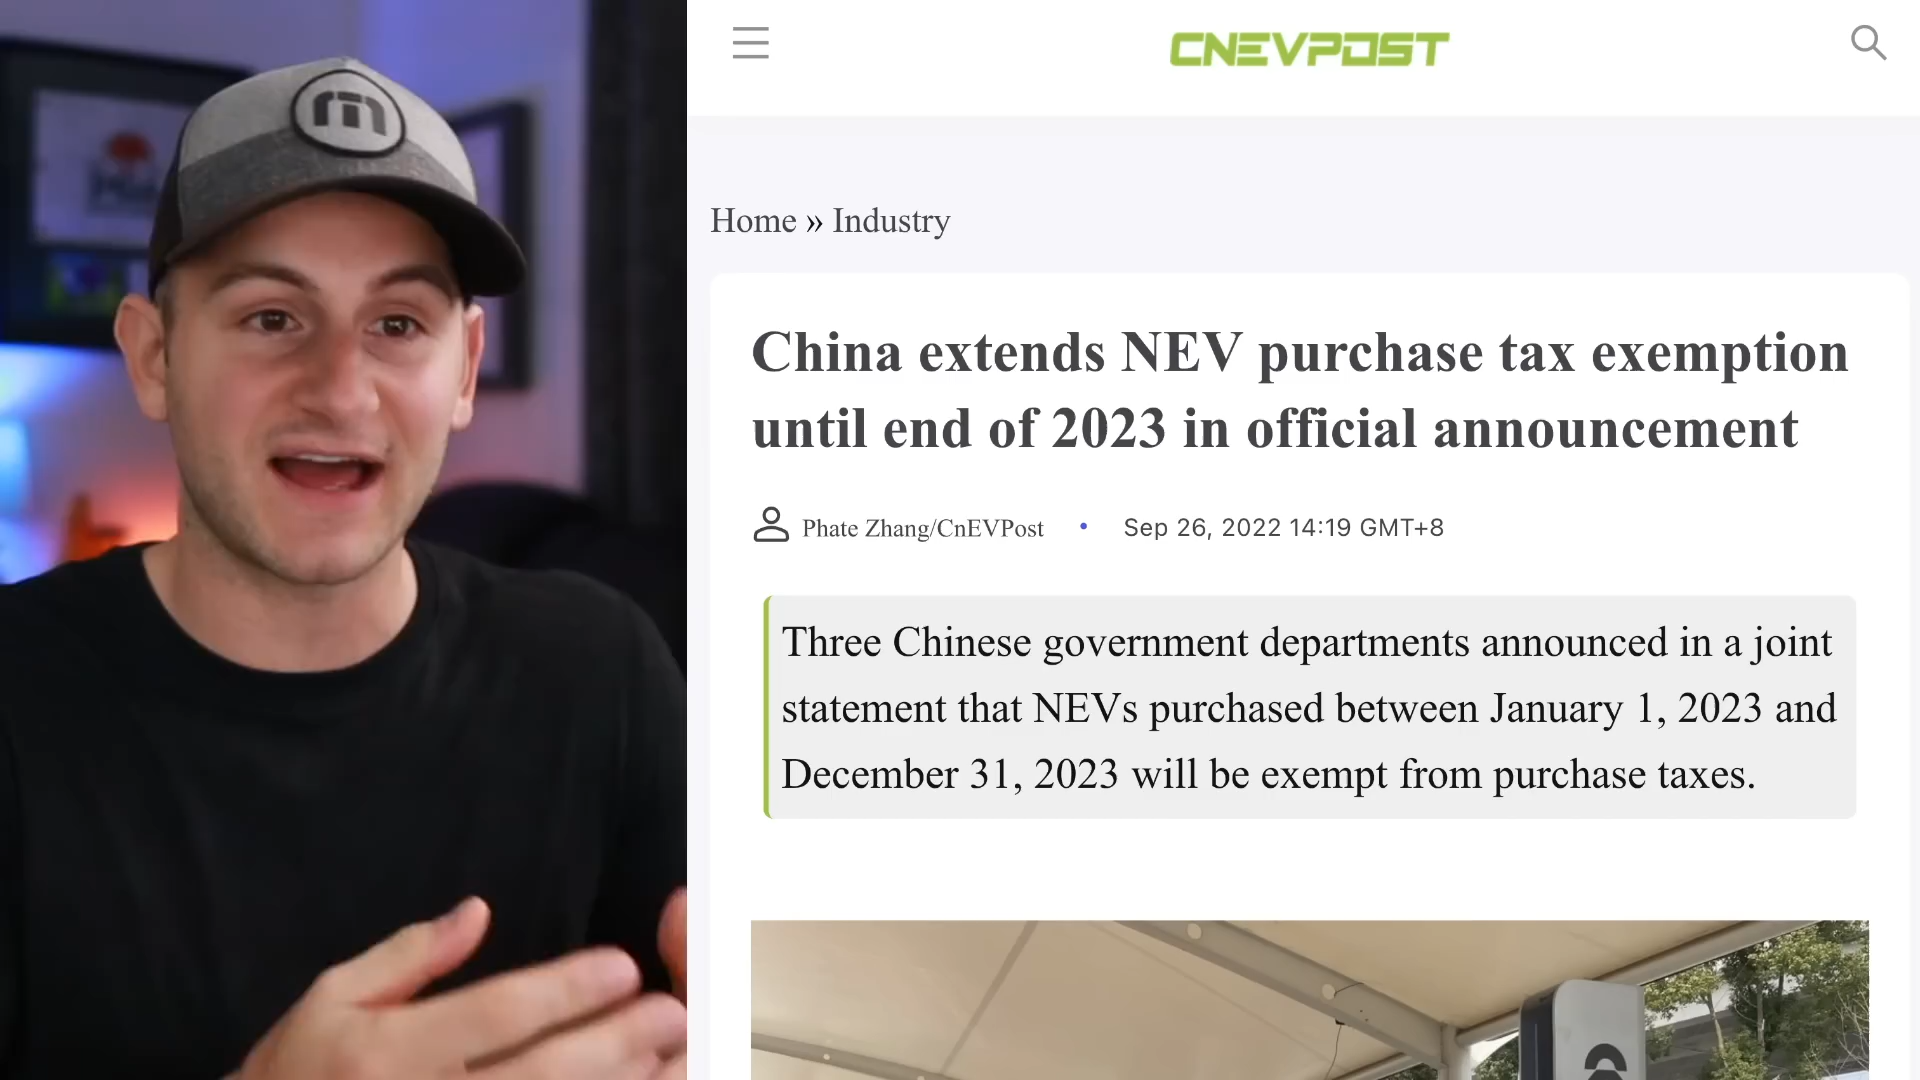 CNEVPOST
Home » Industry
China extends NEV purchase tax exemption
until end of 2023 in official announcement
Phate Zhang/CnEVPost • Sep 26, 2022 14:19 GMT+8
Three Chinese government departments announced in a joint
statement that NEVs purchased between January 1, 2023 and
December 31, 2023 will be exempt from purchase taxes.